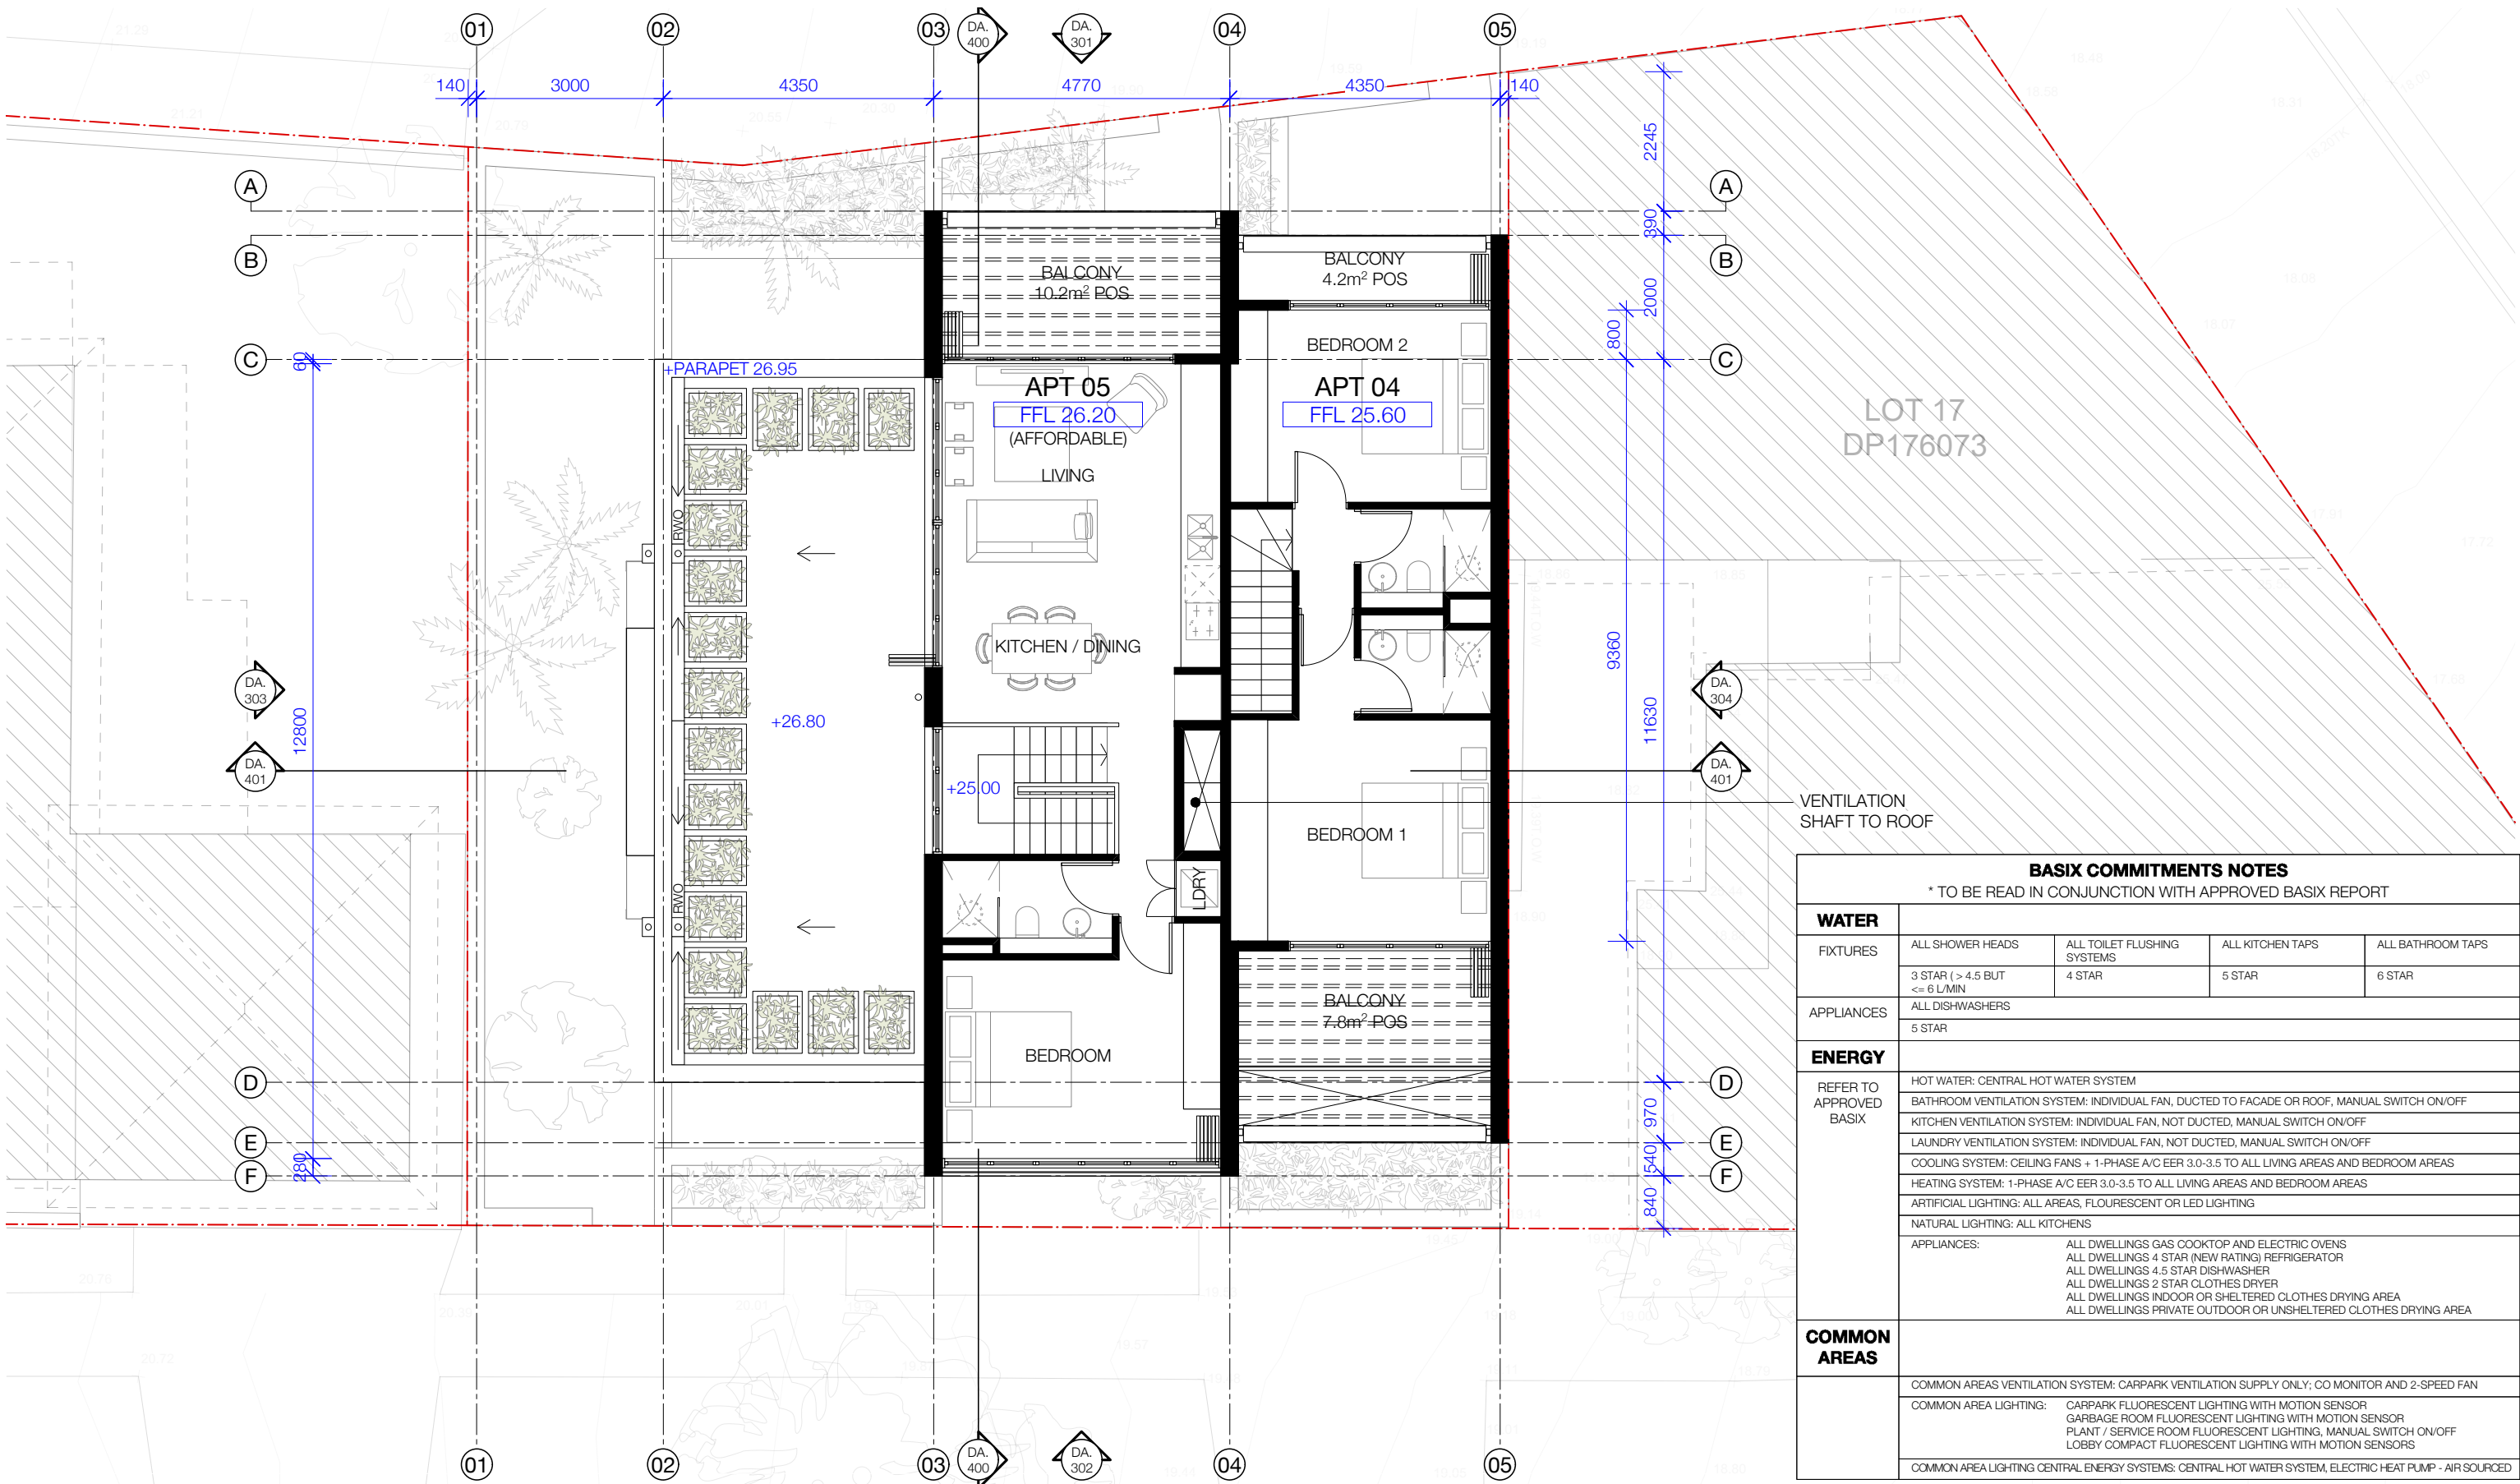 01
02
03
DA.
400
DA.
301
04
05
140
3000
4350
4770
4350
140
2245
A
A
390
B
B
BALCONY
10.2m² POS
BALCONY
4.2m² POS
2000
800
C
60
C
BEDROOM 2
+PARAPET 26.95
APT 05
FFL 26.20
(AFFORDABLE)
LIVING
APT 04
FFL 25.60
LOT 17
DP176073
RWO
KITCHEN / DINING
9360
DA.
303
12800
+26.80
DA.
304
11630
DA.
401
+25.00
DA.
401
VENTILATION
SHAFT TO ROOF
BEDROOM 1
RWO
LDRY
BALCONY
7.8m² POS
BEDROOM
D
D
970
E
E
280
540
F
F
840
01
02
03
DA.
400
DA.
302
04
05
BASIX COMMITMENTS NOTES
* TO BE READ IN CONJUNCTION WITH APPROVED BASIX REPORT
WATER
FIXTURES
ALL SHOWER HEADS
ALL TOILET FLUSHING
SYSTEMS
ALL KITCHEN TAPS
ALL BATHROOM TAPS
3 STAR ( > 4.5 BUT
<= 6 L/MIN
4 STAR
5 STAR
6 STAR
APPLIANCES
ALL DISHWASHERS
5 STAR
ENERGY
REFER TO
APPROVED
BASIX
HOT WATER: CENTRAL HOT WATER SYSTEM
BATHROOM VENTILATION SYSTEM: INDIVIDUAL FAN, DUCTED TO FACADE OR ROOF, MANUAL SWITCH ON/OFF
KITCHEN VENTILATION SYSTEM: INDIVIDUAL FAN, NOT DUCTED, MANUAL SWITCH ON/OFF
LAUNDRY VENTILATION SYSTEM: INDIVIDUAL FAN, NOT DUCTED, MANUAL SWITCH ON/OFF
COOLING SYSTEM: CEILING FANS + 1-PHASE A/C EER 3.0-3.5 TO ALL LIVING AREAS AND BEDROOM AREAS
HEATING SYSTEM: 1-PHASE A/C EER 3.0-3.5 TO ALL LIVING AREAS AND BEDROOM AREAS
ARTIFICIAL LIGHTING: ALL AREAS, FLOURESCENT OR LED LIGHTING
NATURAL LIGHTING: ALL KITCHENS
APPLIANCES:
ALL DWELLINGS GAS COOKTOP AND ELECTRIC OVENS
ALL DWELLINGS 4 STAR (NEW RATING) REFRIGERATOR
ALL DWELLINGS 4.5 STAR DISHWASHER
ALL DWELLINGS 2 STAR CLOTHES DRYER
ALL DWELLINGS INDOOR OR SHELTERED CLOTHES DRYING AREA
ALL DWELLINGS PRIVATE OUTDOOR OR UNSHELTERED CLOTHES DRYING AREA
COMMON
AREAS
COMMON AREAS VENTILATION SYSTEM: CARPARK VENTILATION SUPPLY ONLY; CO MONITOR AND 2-SPEED FAN
COMMON AREA LIGHTING:
CARPARK FLUORESCENT LIGHTING WITH MOTION SENSOR
GARBAGE ROOM FLUORESCENT LIGHTING WITH MOTION SENSOR
PLANT / SERVICE ROOM FLUORESCENT LIGHTING, MANUAL SWITCH ON/OFF
LOBBY COMPACT FLUORESCENT LIGHTING WITH MOTION SENSORS
COMMON AREA LIGHTING CENTRAL ENERGY SYSTEMS: CENTRAL HOT WATER SYSTEM, ELECTRIC HEAT PUMP - AIR SOURCED